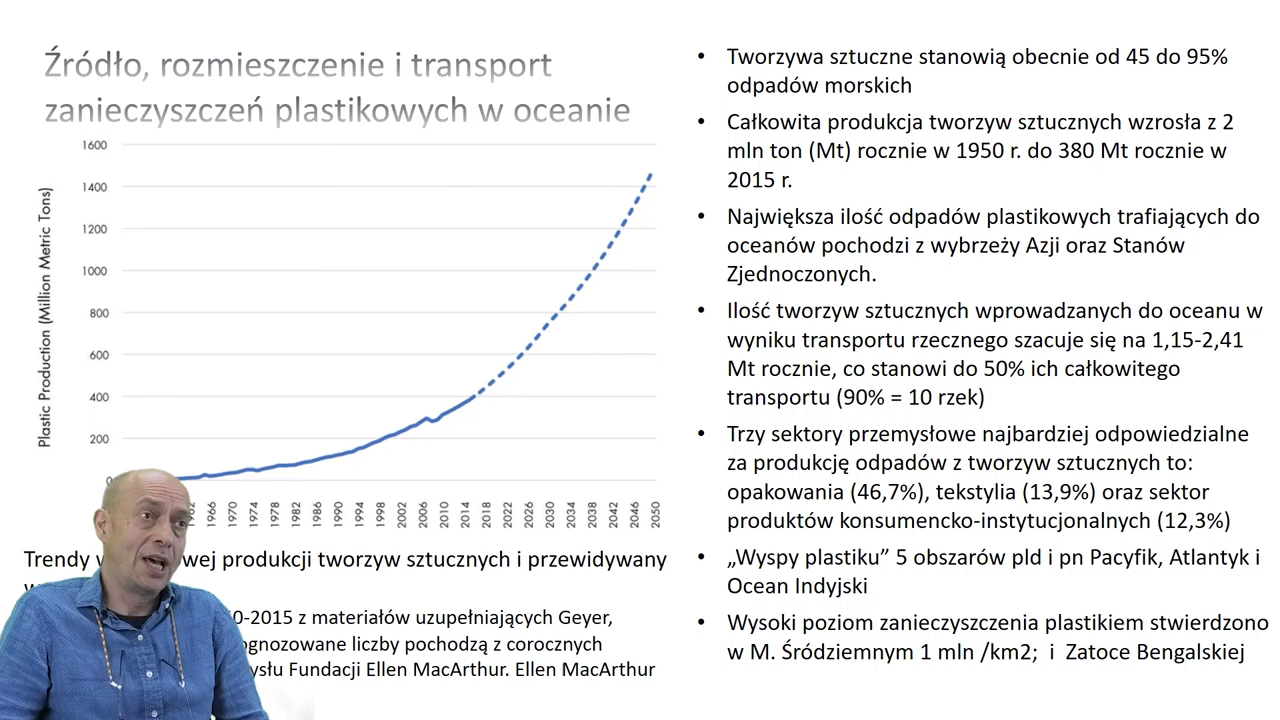 Źródło, rozmieszczenie i transport
zanieczyszczeń plastikowych w oceanie
Plastic Production (Million Metric Tons)
1600
1400
1200
1000
800
600
400
200
1966 1970 1974 1978 1982 1986 1990 1994 1998 2002 2006 2010 2014 2018 2022 2026 2030 2034 2038 2042 2046 2050
Trendy produkcji tworzyw sztucznych i przewidywany
0-2015 z materiałów uzupełniających Geyer,
ognozowane liczby pochodzą z corocznych
ysłu Fundacji Ellen MacArthur. Ellen MacArthur
• Tworzywa sztuczne stanowią obecnie od 45 do 95%
odpadów morskich
• Całkowita produkcja tworzyw sztucznych wzrosła z 2
mln ton (Mt) rocznie w 1950 r. do 380 Mt rocznie w
2015 r.
• Największa ilość odpadów plastikowych trafiających do
oceanów pochodzi z wybrzeży Azji oraz Stanów
Zjednoczonych.
• Ilość tworzyw sztucznych wprowadzanych do oceanu w
wyniku transportu rzecznego szacuje się na 1,15-2,41
Mt rocznie, co stanowi do 50% ich całkowitego
transportu (90% = 10 rzek)
• Trzy sektory przemysłowe najbardziej odpowiedzialne
za produkcję odpadów z tworzyw sztucznych to:
opakowania (46,7%), tekstylia (13,9%) oraz sektor
produktów konsumencko-instytucjonalnych (12,3%)
• „Wyspy plastiku” 5 obszarów pld i pn Pacyfik, Atlantyk i
Ocean Indyjski
• Wysoki poziom zanieczyszczenia plastikiem stwierdzono
w M. Śródziemnym 1 mln /km2; i Zatoce Bengalskiej